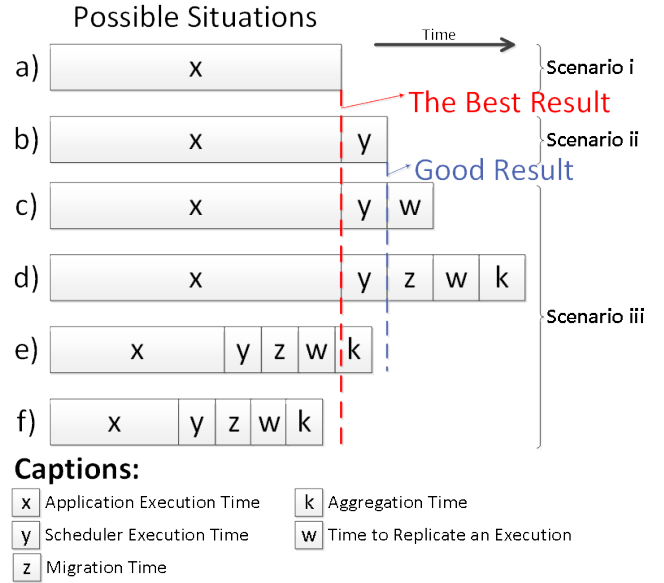 Possible Situations
Time
a) x Scenario i
The Best Result
b) x y Scenario ii
Good Result
c) x y w
d) x y z w k
Scenario iii
e) x y z w k
f) x y z w k
Captions:
x Application Execution Time k Aggregation Time
y Scheduler Execution Time w Time to Replicate an Execution
z Migration Time